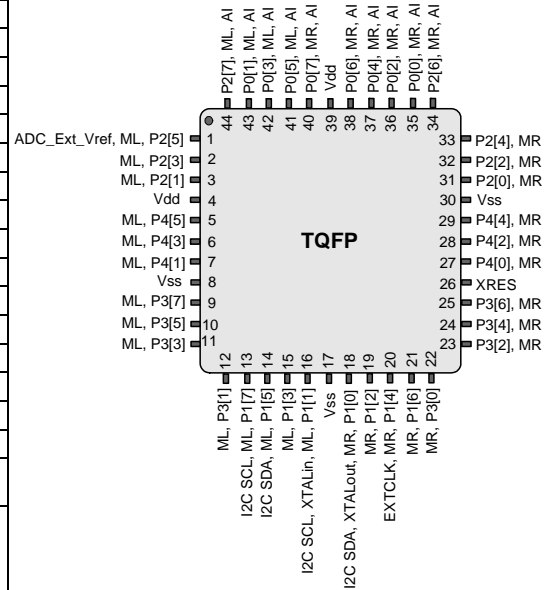 P2[7], ML, AI
P0[1], ML, AI
P0[3], ML, AI
P0[5], ML, AI
P0[7], MR, AI
Vdd
P0[6], MR, AI
P0[4], MR, AI
P0[2], MR, AI
P0[0], MR, AI
P2[6], MR, AI
44
43
42
41
40
39
38
37
36
35
34
ADC_Ext_Vref, ML, P2[5] 1
ML, P2[3] 2
ML, P2[1] 3
Vdd 4
ML, P4[5] 5
ML, P4[3] 6
ML, P4[1] 7
Vss 8
ML, P3[7] 9
ML, P3[5] 10
ML, P3[3] 11
TQFP
33 P2[4], MR
32 P2[2], MR
31 P2[0], MR
30 Vss
29 P4[4], MR
28 P4[2], MR
27 P4[0], MR
26 XRES
25 P3[6], MR
24 P3[4], MR
23 P3[2], MR
12
13
14
15
16
17
18
19
20
21
22
ML, P3[1]
I2C SCL, ML, P1[7]
I2C SDA, ML, P1[5]
ML, P1[3]
I2C SCL, XTALin, ML, P1[1]
Vss
I2C SDA, XTALout, MR, P1[0]
MR, P1[2]
EXTCLK, MR, P1[4]
MR, P1[6]
MR, P3[0]